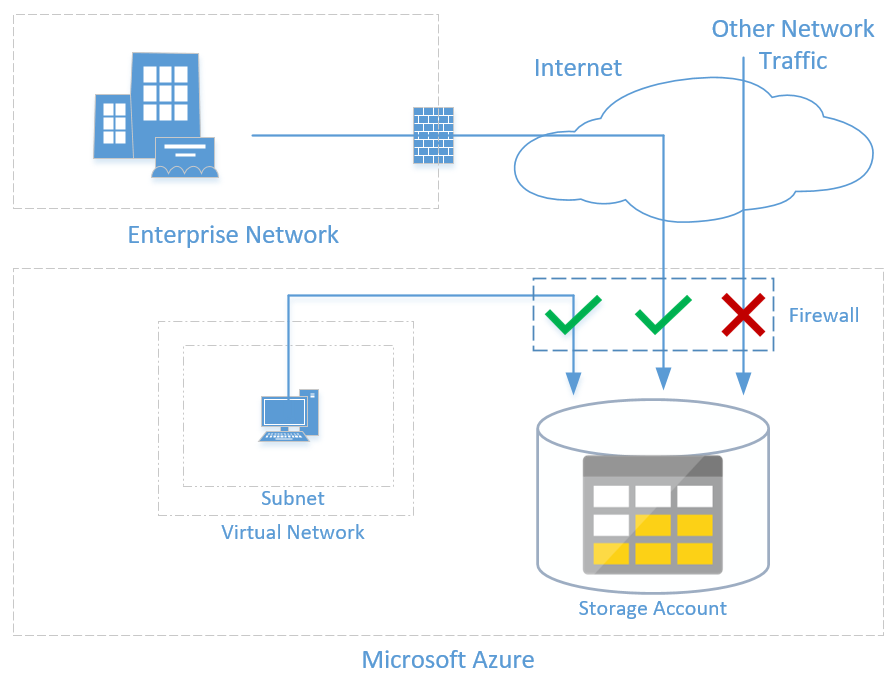 Other Network
Traffic
Internet
Enterprise Network
Firewall
Subnet
Virtual Network
Storage Account
Microsoft Azure